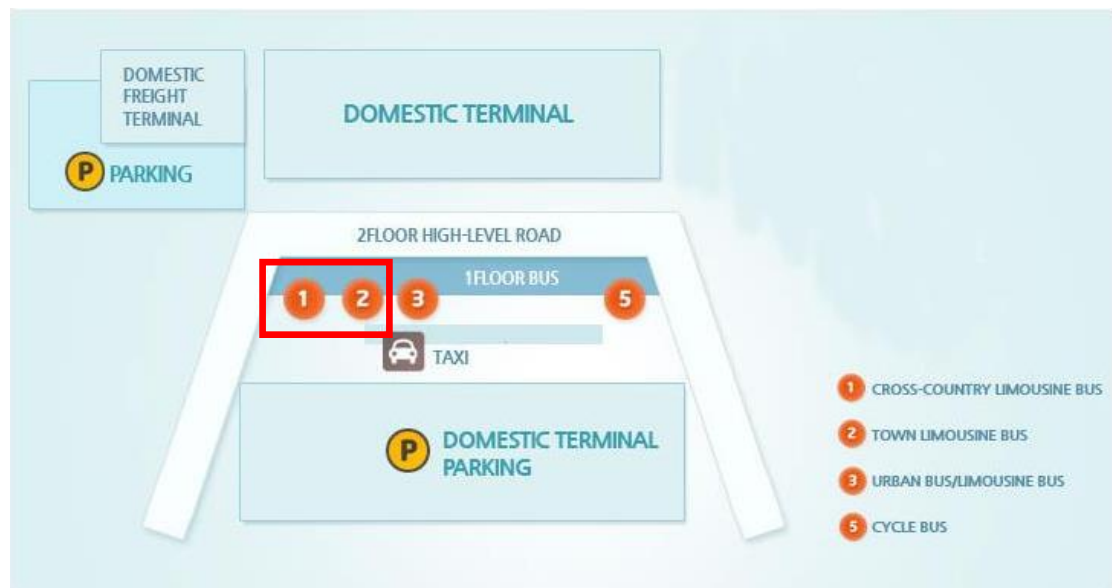 DOMESTIC
FREIGHT
TERMINAL
P PARKING
DOMESTIC TERMINAL
2FLOOR HIGH-LEVEL ROAD
1FLOOR BUS
1 2 3 5
TAXI
P DOMESTIC TERMINAL
PARKING
1 CROSS-COUNTRY LIMOUSINE BUS
2 TOWN LIMOUSINE BUS
3 URBAN BUS/LIMOUSINE BUS
5 CYCLE BUS